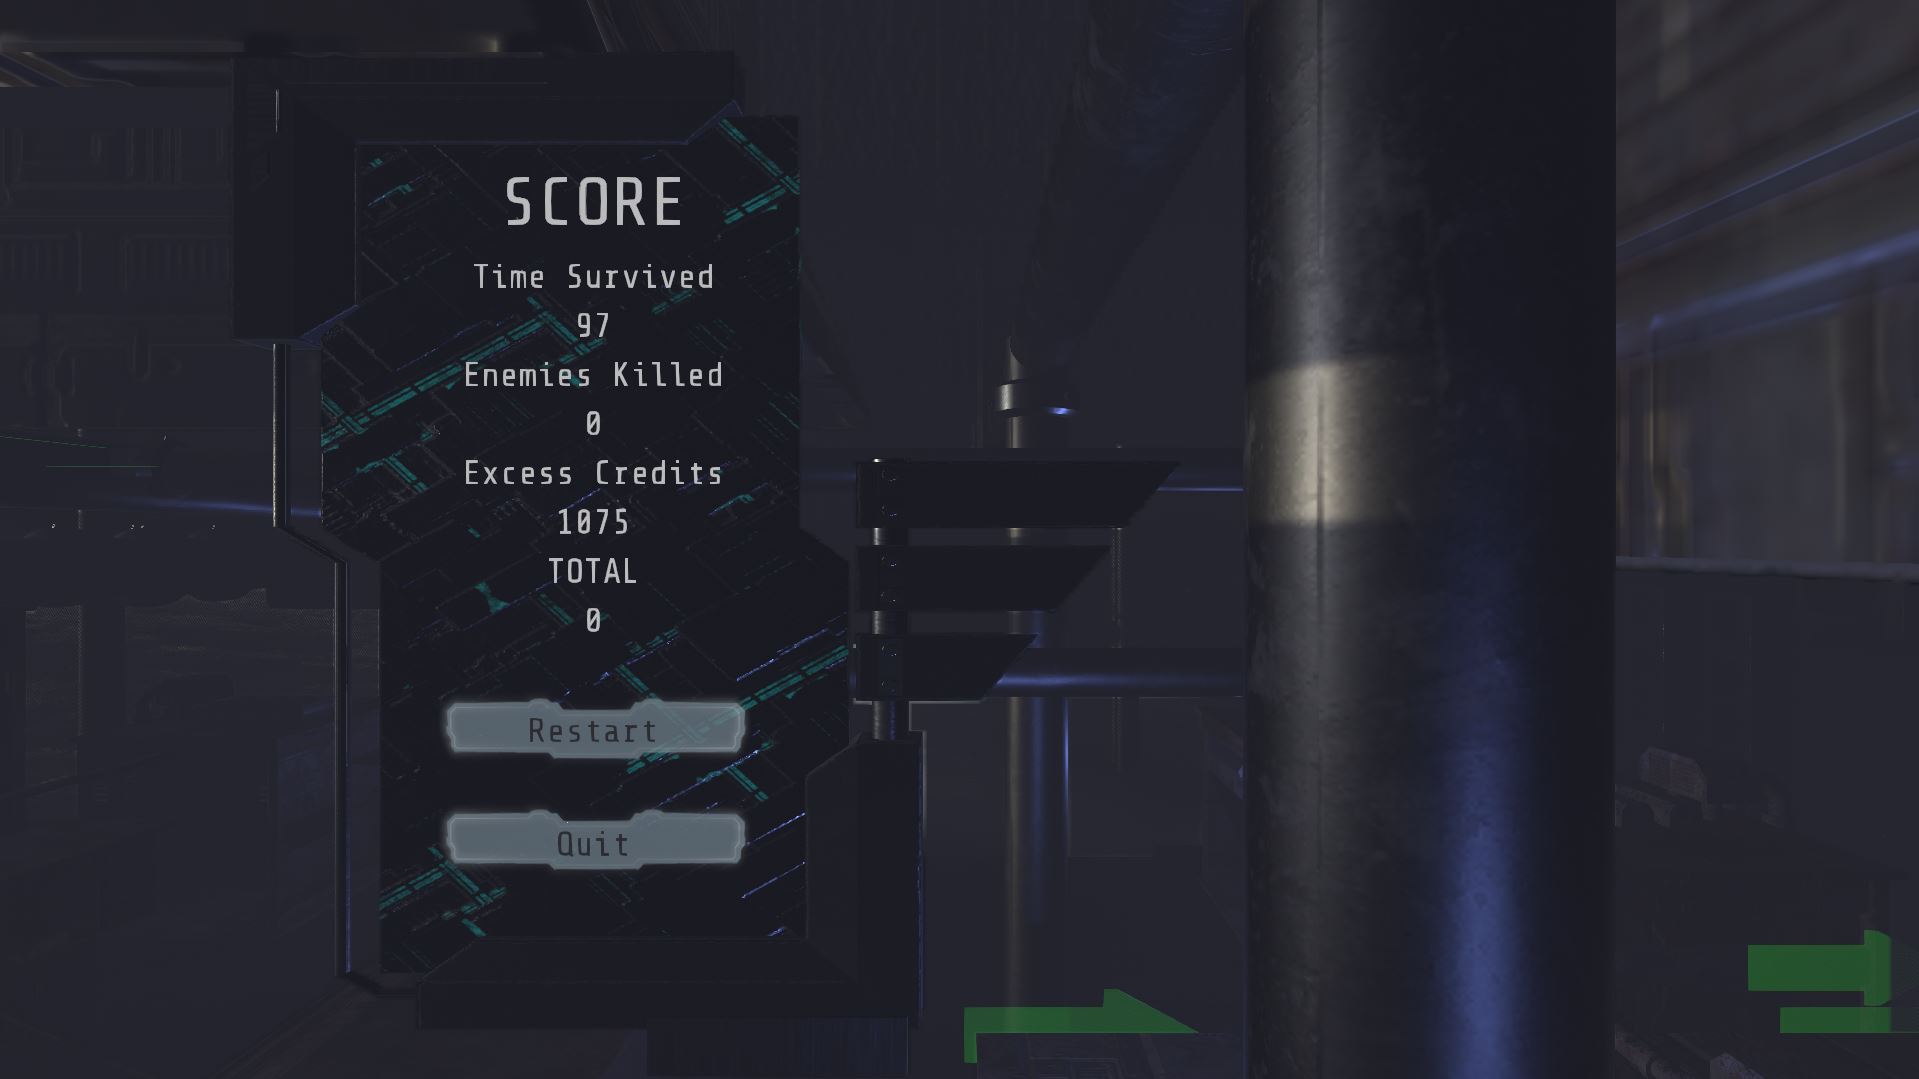 SCORE
Time Survived
97
Enemies Killed
0
Excess Credits
1075
TOTAL
0
Restart
Quit